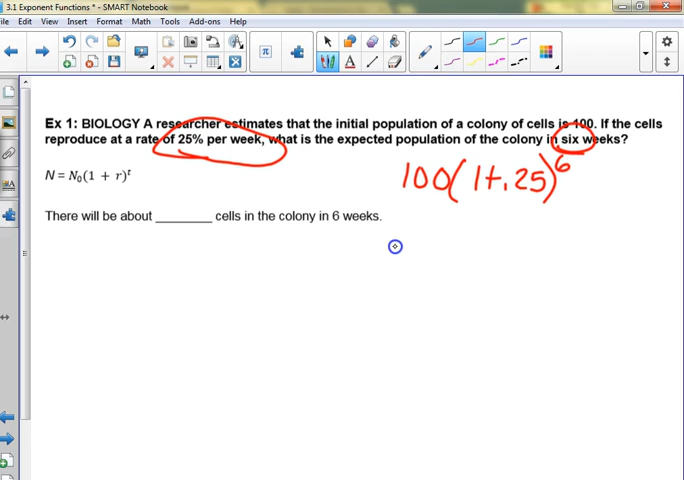 3.1 Exponent Functions * - SMART Notebook
File Edit View Insert Format Math Tools Add-ons Help
Ex 1: BIOLOGY A researcher estimates that the initial population of a colony of cells is 100. If the cells
reproduce at a rate of 25% per week, what is the expected population of the colony in six weeks?
N = N₀(1 + r)ᵗ
100(1+.25)⁶
There will be about ________ cells in the colony in 6 weeks.